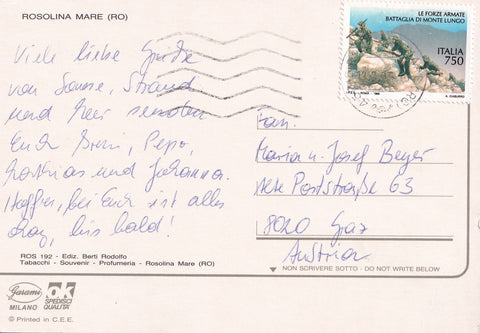 ROSOLINA MARE (RO)
LE FORZE ARMATE
BATTAGLIA DI MONTE LUNGO
ITALIA
750
Viele liebe Grüße
von Sonne, Strand
und Meer senden
Euch Pepo,
Mathias und Johanna.
Hoffen, bei Euch ist alles
okay, bis bald!
Fam.
Maria u. Josef Beyer
Alte Poststraße 63
8020 Graz
Austria
ROS 192 - Ediz. Berti Rodolfo
Tabacchi - Souvenir - Profumeria - Rosolina Mare (RO)
NON SCRIVERE SOTTO - DO NOT WRITE BELOW
Garami
MILANO
OK
SPEDISCI
QUALITA'
© Printed in C.E.E.